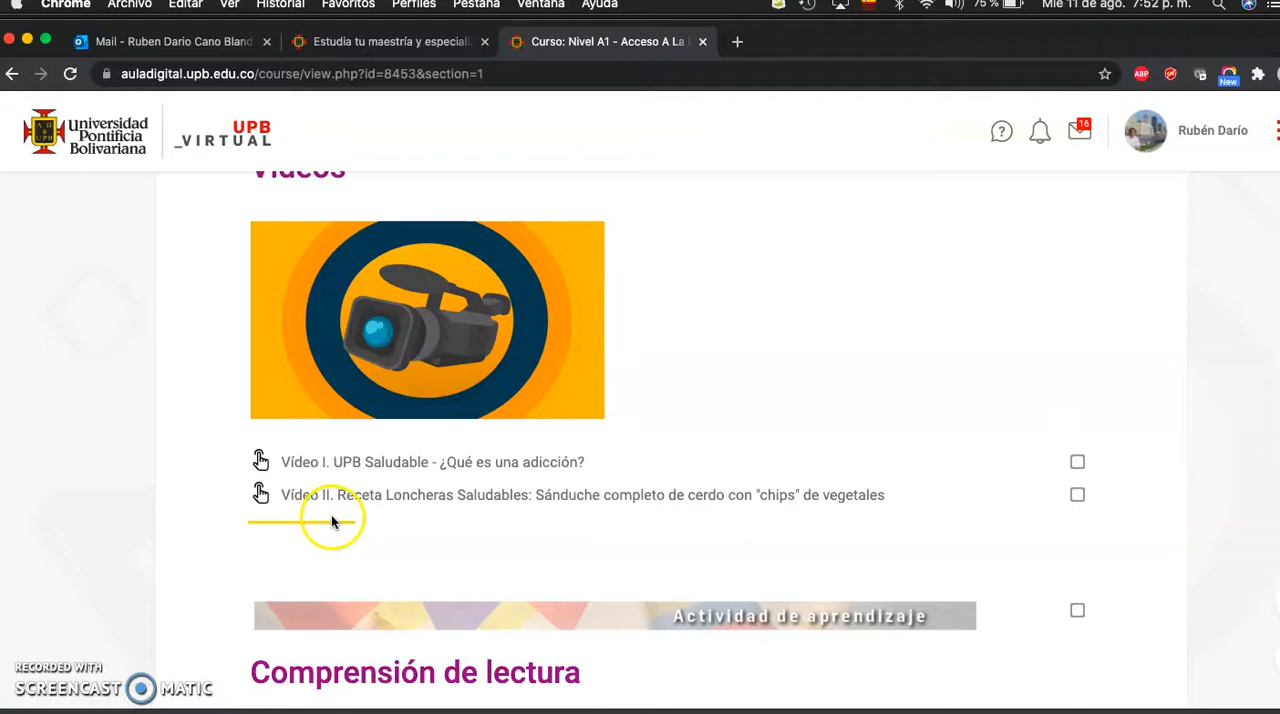 Chrome Archivo Editar Ver Historial Favoritos Perfiles Pestaña Ventana Ayuda 75 % Mié 11 de ago. 7:52 p. m.
Mail - Ruben Dario Cano Bland Estudia tu maestría y especiali Curso: Nivel A1 - Acceso A La
auladigital.upb.edu.co/course/view.php?id=8453&section=1
ABP
New
Universidad
Pontificia
Bolivariana
UPB
_VIRTUAL
16
Rubén Darío
Videos
Vídeo I. UPB Saludable - ¿Qué es una adicción?
Vídeo II. Receta Loncheras Saludables: Sánduche completo de cerdo con "chips" de vegetales
Actividad de aprendizaje
Comprensión de lectura
RECORDED WITH
SCREENCAST MATIC